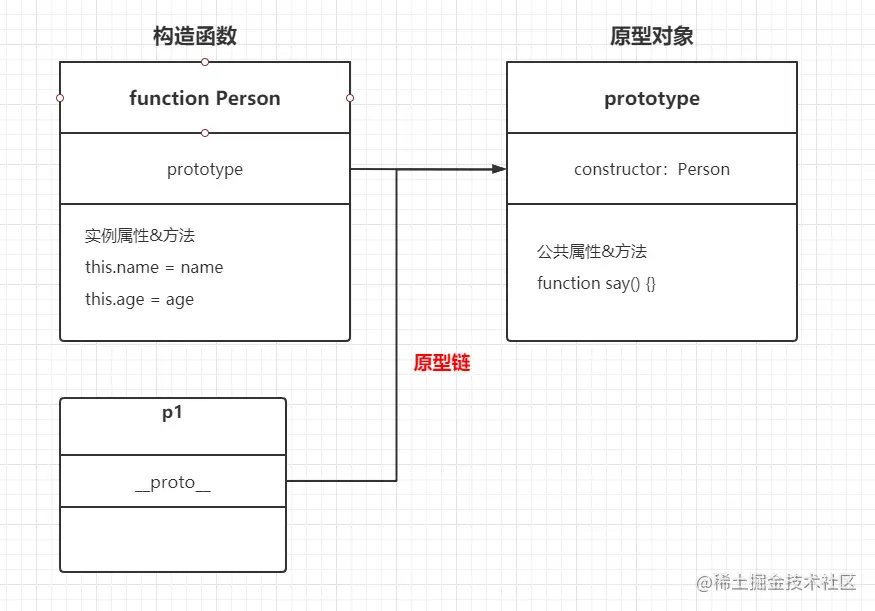 构造函数
function Person
prototype
实例属性&方法
this.name = name
this.age = age
原型对象
prototype
constructor：Person
公共属性&方法
function say() {}
原型链
p1
__proto__
@稀土掘金技术社区